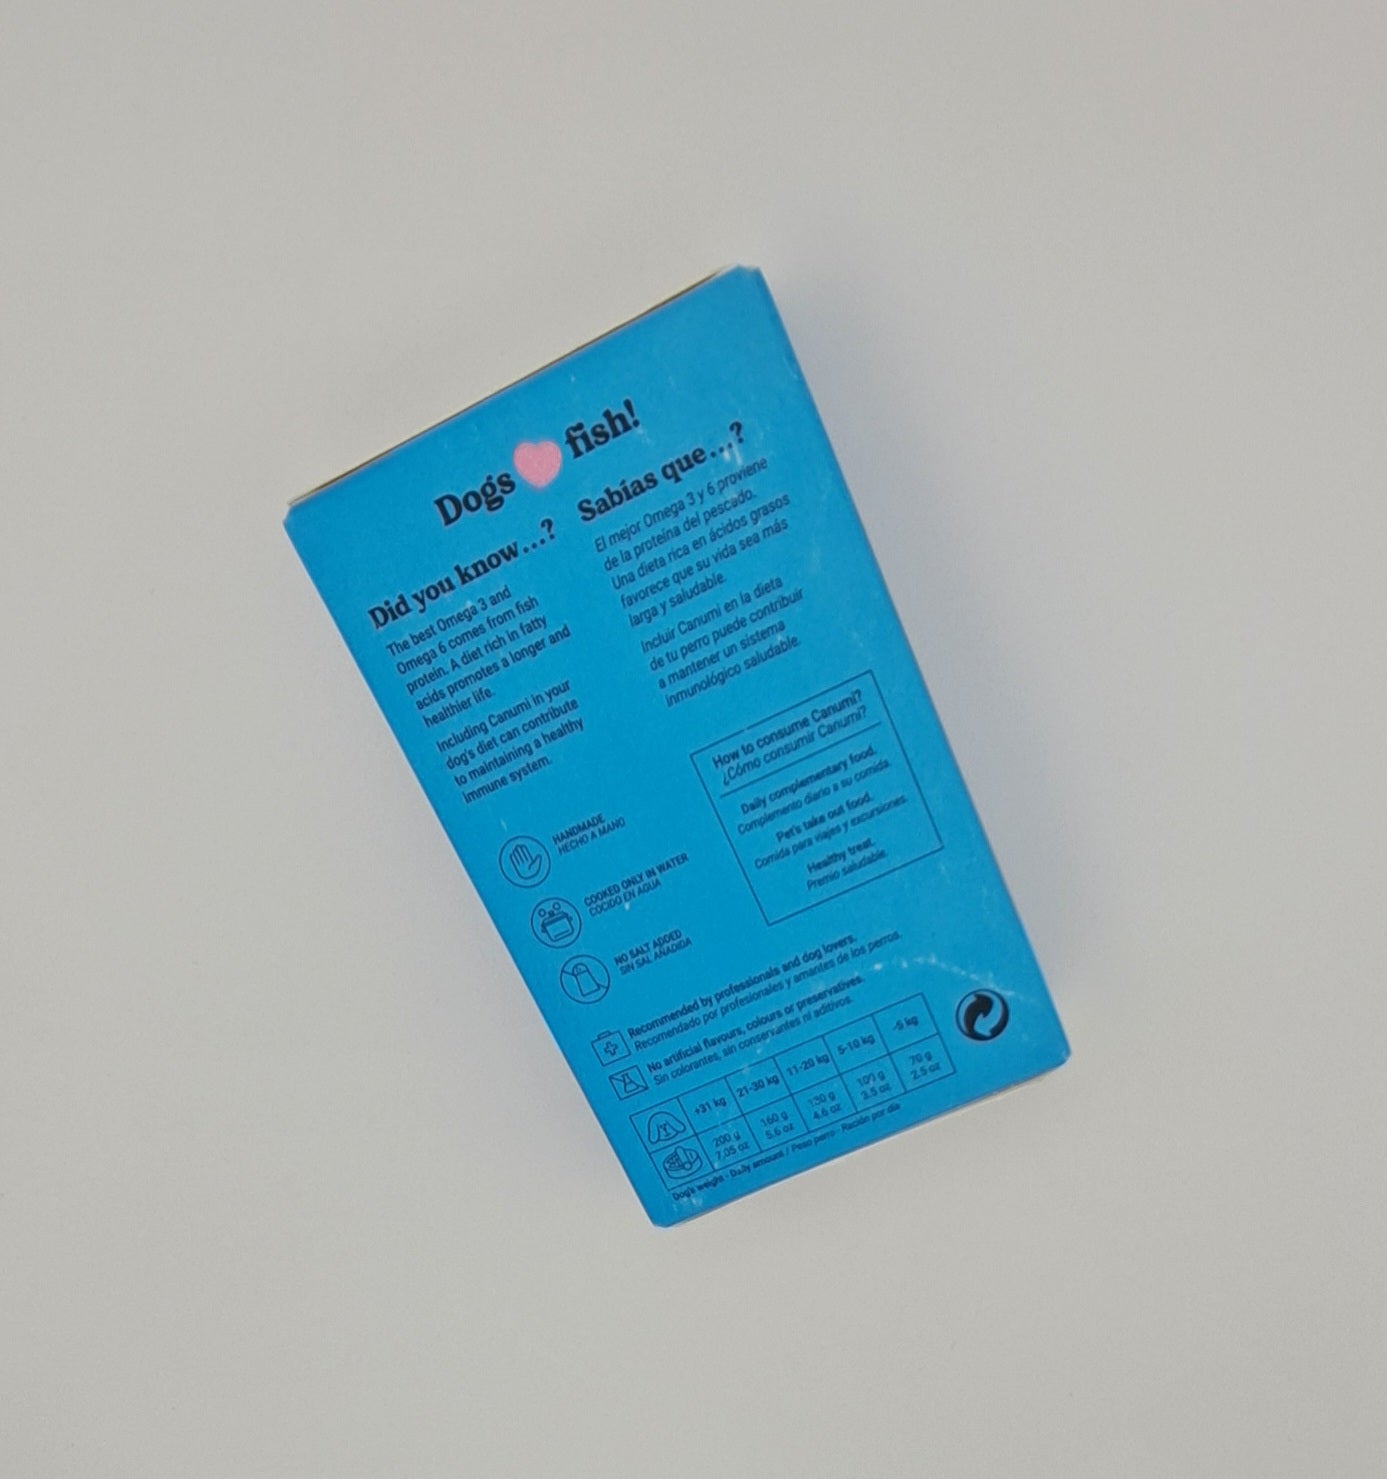 Dogs fish!
Did you know...?
The best Omega 3 and
Omega 6 comes from fish
protein. A diet rich in fatty
acids promotes a longer and
healthier life.
Including Canumi in your
dog's diet can contribute
to maintaining a healthy
immune system.
Sabías que...?
El mejor Omega 3 y 6 proviene
de la proteína del pescado.
Una dieta rica en ácidos grasos
favorece que su vida sea más
larga y saludable.
Incluir Canumi en la dieta
de tu perro puede contribuir
a mantener un sistema
inmunológico saludable.
HANDMADE
HECHO A MANO
COOKED ONLY IN WATER
COCIDO EN AGUA
NO SALT ADDED
SIN SAL AÑADIDA
How to consume Canumi?
¿Cómo consumir Canumi?
Daily complementary food.
Complemento diario a su comida.
Pet's take out food.
Comida para viajes y excursiones.
Healthy treat.
Premio saludable.
Recommended by professionals and dog lovers.
Recomendado por profesionales y amantes de los perros.
No artificial flavours, colours or preservatives.
Sin colorantes, sin conservantes ni aditivos.
+31 kg 21-30 kg 11-20 kg 5-10 kg -5 kg
200 g 160 g 130 g 100 g 70 g
7,05 oz 5.6 oz 4.6 oz 3.5 oz 2.5 oz
Dog's weight - Daily amount / Peso perro - Ración por día